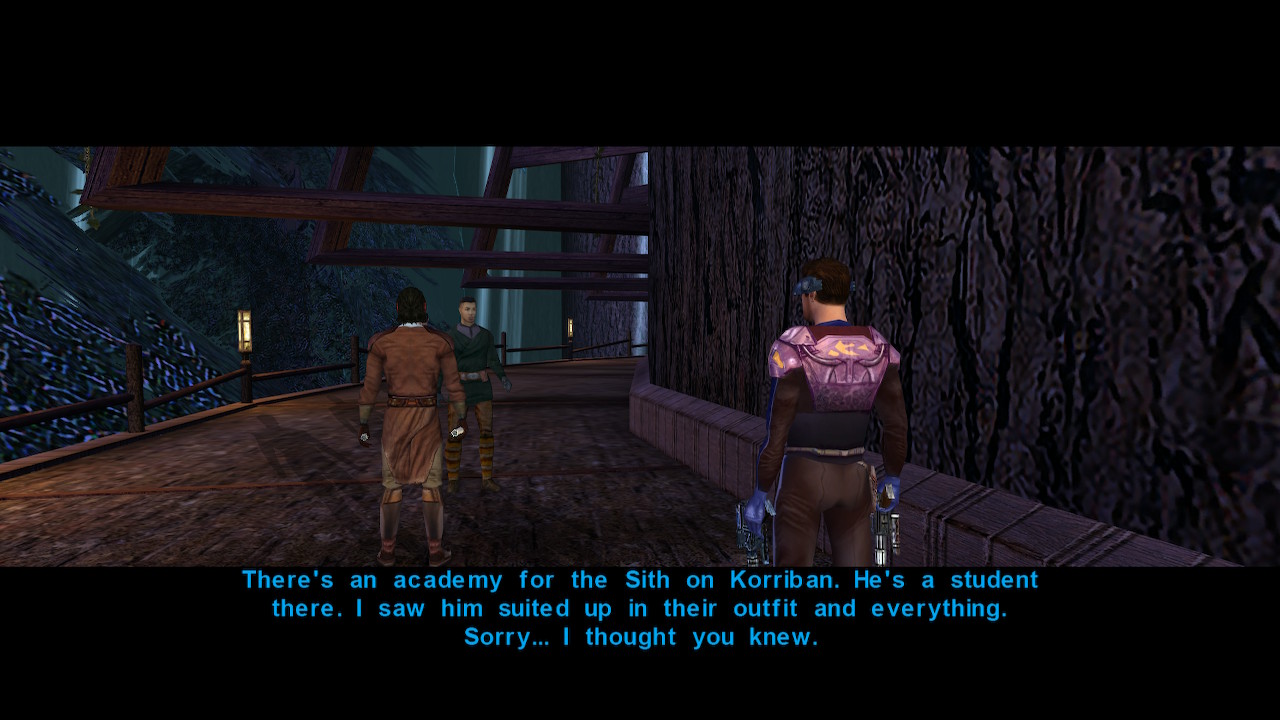 There's an academy for the Sith on Korriban. He's a student
there. I saw him suited up in their outfit and everything.
Sorry... I thought you knew.